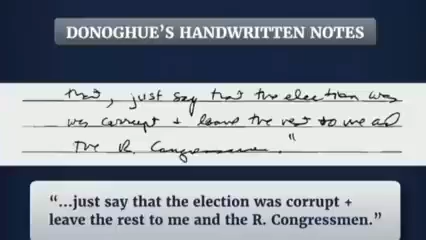 DONOGHUE'S HANDWRITTEN NOTES
that, just say that the election was
was corrupt + leave the rest to me and
the R. Congressmen."
"...just say that the election was corrupt +
leave the rest to me and the R. Congressmen."